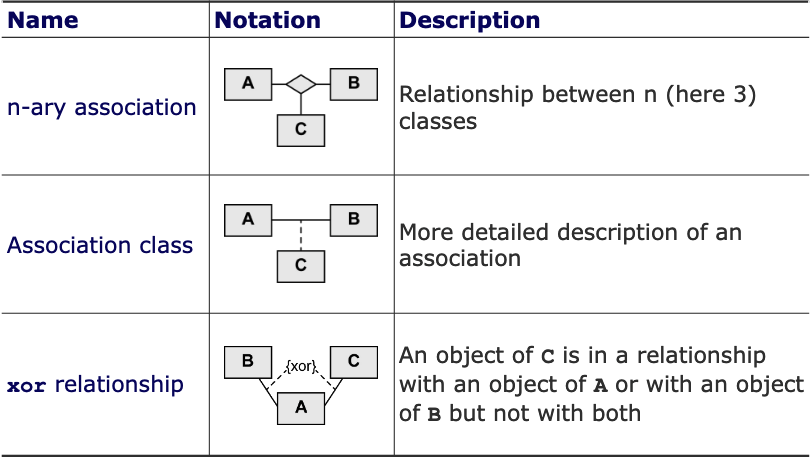 Name Notation Description
n-ary association
A B
C
Relationship between n (here 3)
classes
Association class
A B
C
More detailed description of an
association
xor relationship
B {xor} C
A
An object of C is in a relationship
with an object of A or with an object
of B but not with both